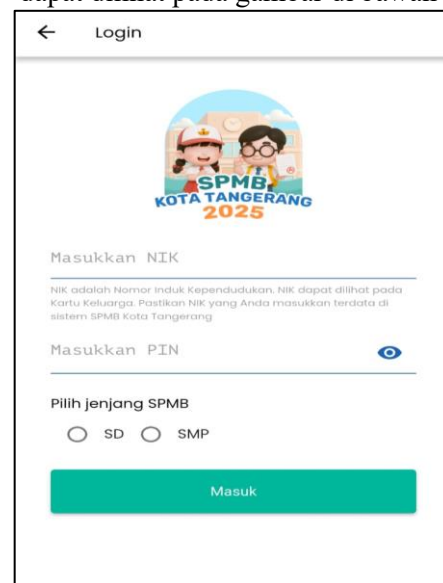 dapat dilihat pada gambar di bawah
Login
SPMB
KOTA TANGERANG
2025
Masukkan NIK
NIK adalah Nomor Induk Kependudukan. NIK dapat dilihat pada
Kartu Keluarga. Pastikan NIK yang Anda masukkan terdata di
sistem SPMB Kota Tangerang
Masukkan PIN
Pilih jenjang SPMB
SD SMP
Masuk